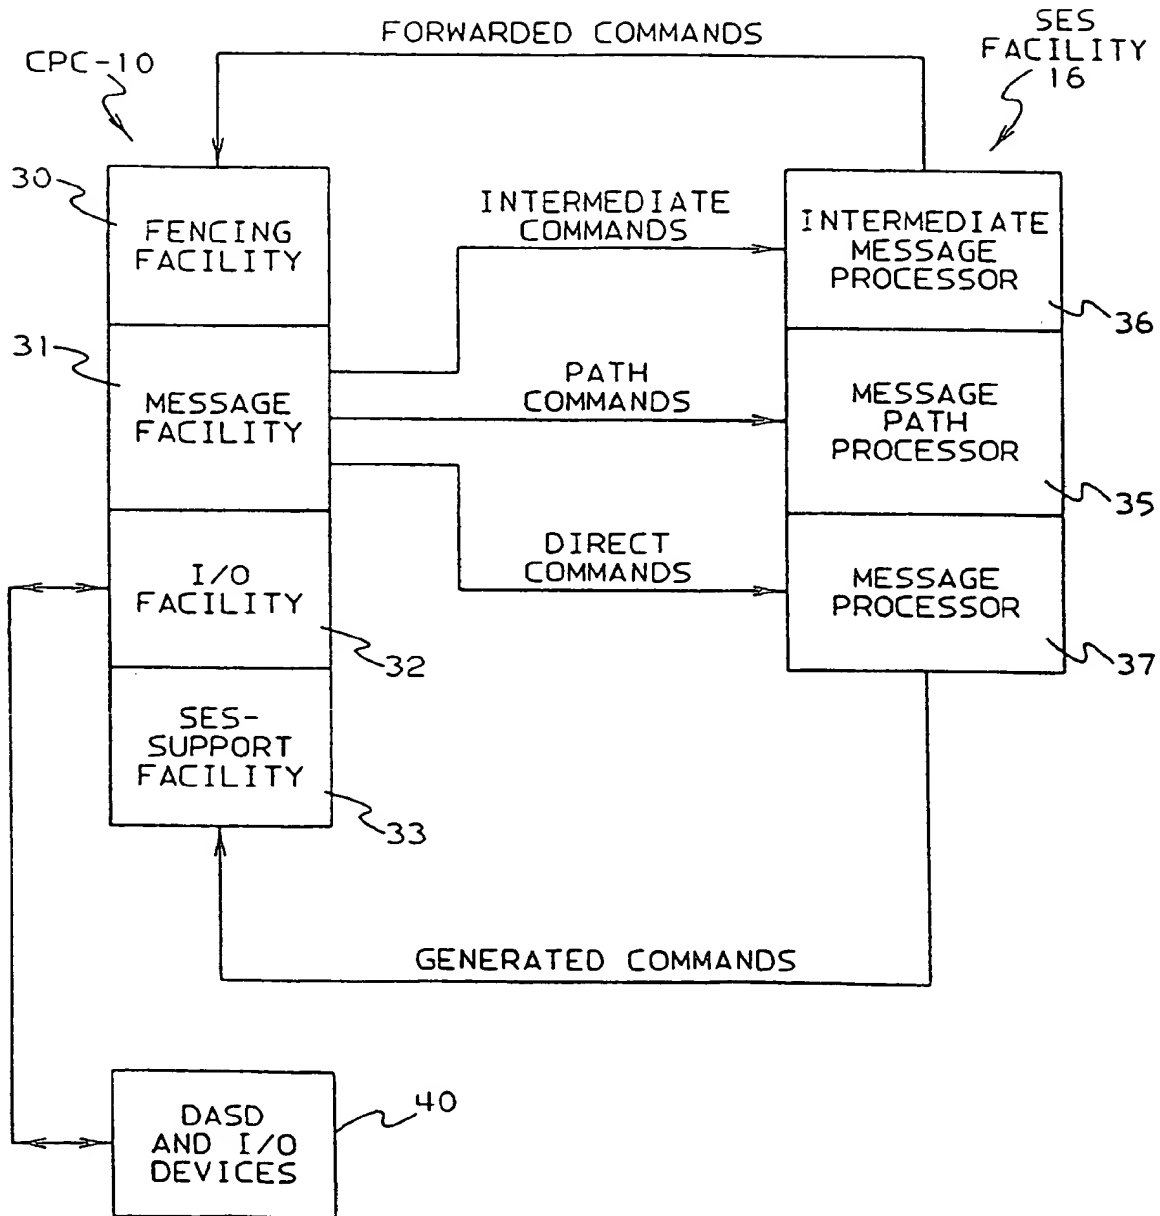 FORWARDED COMMANDS
CPC-10
SES
FACILITY
16
30
FENCING
FACILITY
INTERMEDIATE
COMMANDS
INTERMEDIATE
MESSAGE
PROCESSOR
36
31
MESSAGE
FACILITY
PATH
COMMANDS
MESSAGE
PATH
PROCESSOR
35
I/O
FACILITY
32
DIRECT
COMMANDS
MESSAGE
PROCESSOR
37
SES-
SUPPORT
FACILITY
33
GENERATED COMMANDS
DASD
AND I/O
DEVICES
40